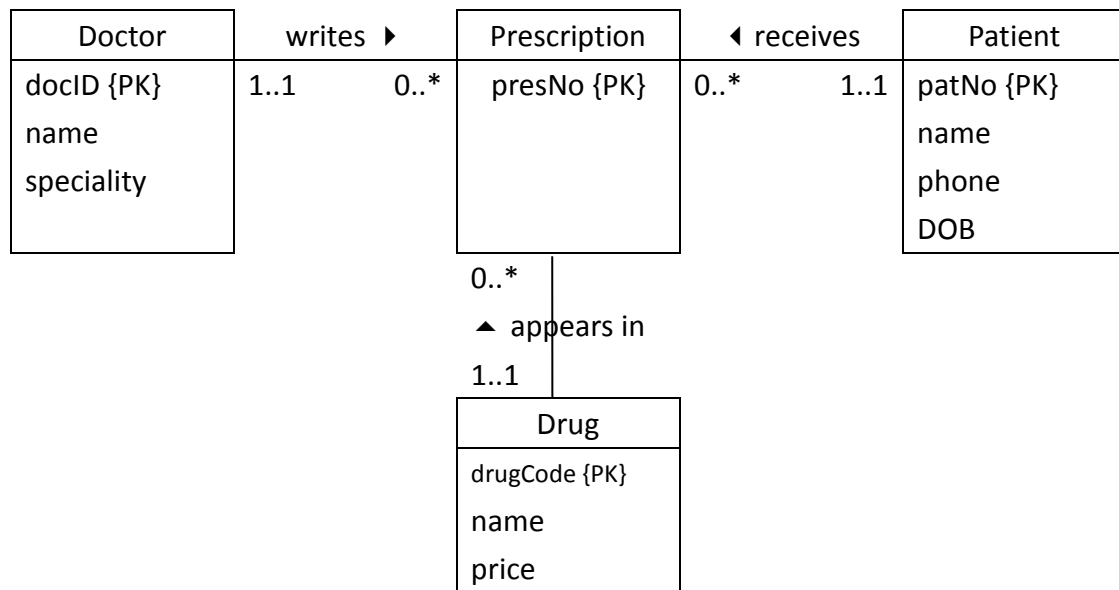 Doctor writes ▶ Prescription ◀ receives Patient
docID {PK} 1..1 0..* presNo {PK} 0..* 1..1 patNo {PK}
name name
speciality phone
DOB
0..*
▲ appears in
1..1
Drug
drugCode {PK}
name
price